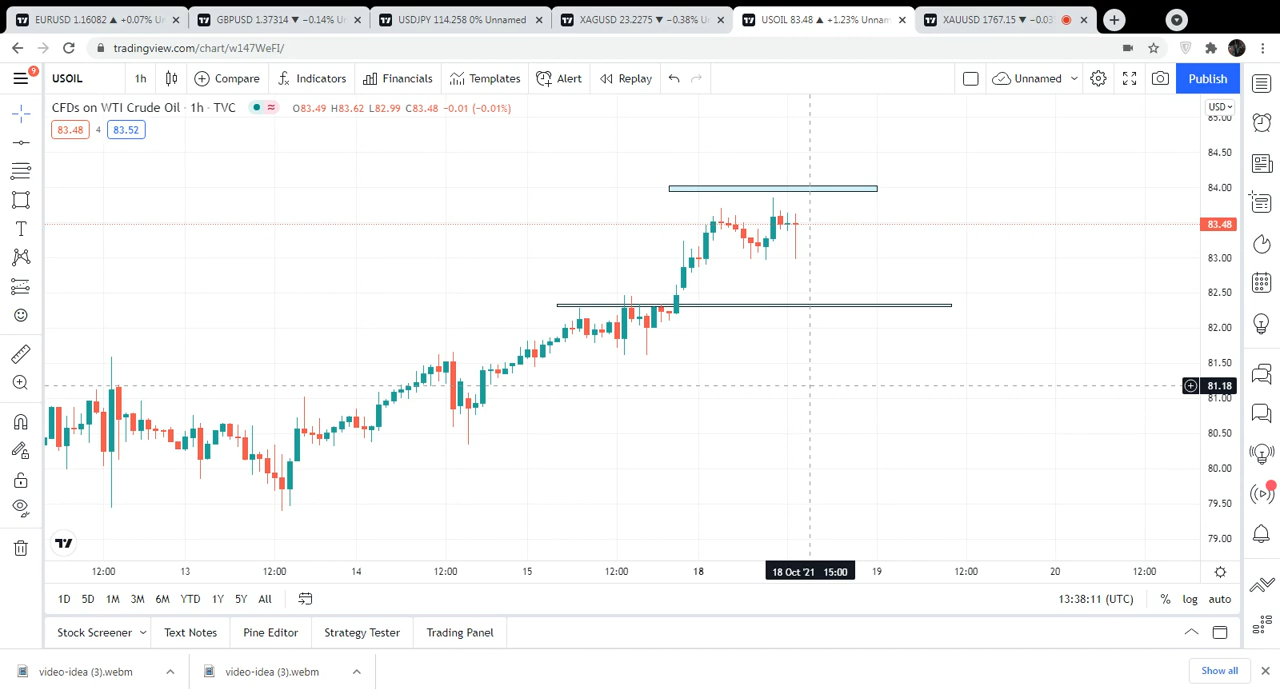 EURUSD 1.16082 ▲ +0.07% Un
GBPUSD 1.37314 ▼ −0.14% Un
USDJPY 114.258 0% Unnamed
XAGUSD 23.2275 ▼ −0.38% Un
USOIL 83.48 ▲ +1.23% Unnam
XAUUSD 1767.15 ▼ −0.03
tradingview.com/chart/w147WeFI/
9
USOIL
1h
Compare
Indicators
Financials
Templates
Alert
Replay
Unnamed
Publish
CFDs on WTI Crude Oil · 1h · TVC
O83.49 H83.62 L82.99 C83.48 −0.01 (−0.01%)
83.48
4
83.52
USD
85.00
84.50
84.00
83.48
83.00
82.50
82.00
81.50
81.18
81.00
80.50
80.00
79.50
79.00
12:00
13
12:00
14
12:00
15
12:00
18
18 Oct '21 15:00
19
12:00
20
12:00
1D
5D
1M
3M
6M
YTD
1Y
5Y
All
13:38:11 (UTC)
%
log
auto
Stock Screener
Text Notes
Pine Editor
Strategy Tester
Trading Panel
video-idea (3).webm
video-idea (3).webm
Show all